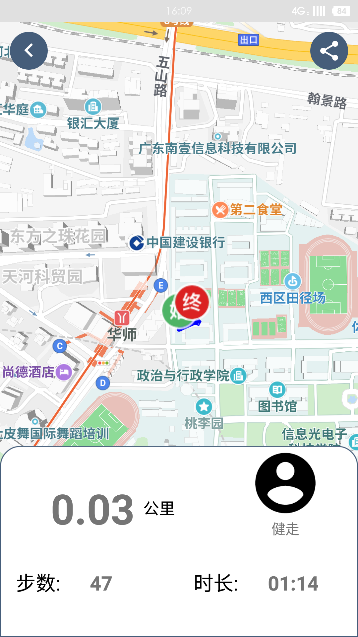 16:09
4G
84
出口
五山路
翰景路
华庭
银汇大厦
广东南壹信息科技有限公司
第二食堂
东方之珠花园
中国建设银行
天河科贸园
西区田径场
E
终
华师
C
D
尚德酒店
政治与行政学院
图书馆
桃李园
皮舞国际舞蹈培训
信息光电子
0.03 公里
健走
步数: 47 时长: 01:14